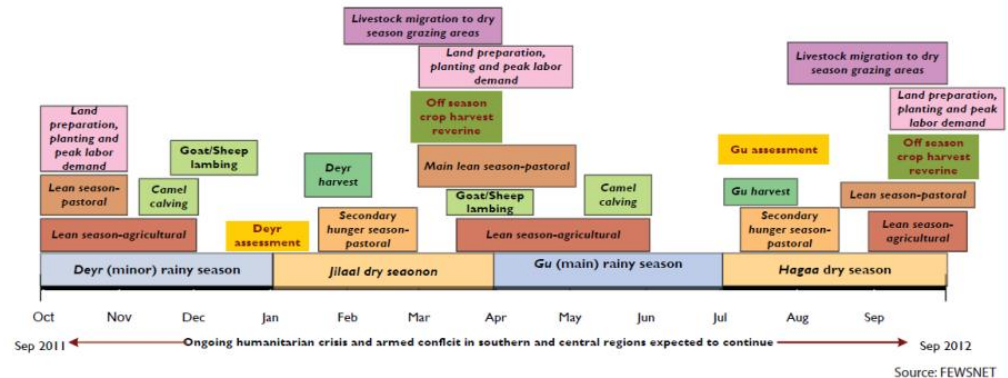 Livestock migration to dry
season grazing areas
Livestock migration to dry
season grazing areas
Land preparation,
planting and peak labor
demand
Land preparation,
planting and peak labor
demand
Land
preparation,
planting and
peak labor
demand
Off season
crop harvest
reverine
Off season
crop harvest
reverine
Goat/Sheep
lambing
Deyr
harvest
Main lean season-pastoral
Gu assessment
Lean season-
pastoral
Camel
calving
Goat/Sheep
lambing
Camel
calving
Gu harvest
Lean season-pastoral
Lean season-agricultural
Deyr
assessment
Secondary
hunger season-
pastoral
Lean season-agricultural
Secondary
hunger season-
pastoral
Lean season-
agricultural
Deyr (minor) rainy season
Jilaal dry seaonon
Gu (main) rainy season
Hagaa dry season
Oct Nov Dec Jan Feb Mar Apr May Jun Jul Aug Sep
Sep 2011 Ongoing humanitarian crisis and armed conflcit in southern and central regions expected to continue Sep 2012
Source: FEWSNET